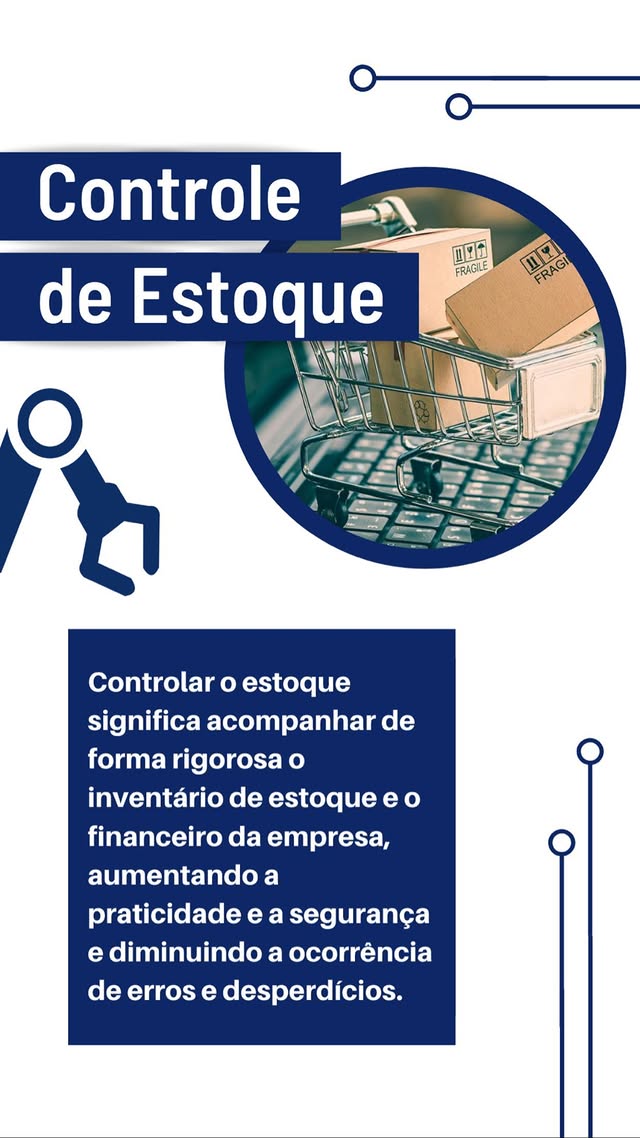 Controle
de Estoque
FRAGILE
Controlar o estoque
significa acompanhar de
forma rigorosa o
inventário de estoque e o
financeiro da empresa,
aumentando a
praticidade e a segurança
e diminuindo a ocorrência
de erros e desperdícios.